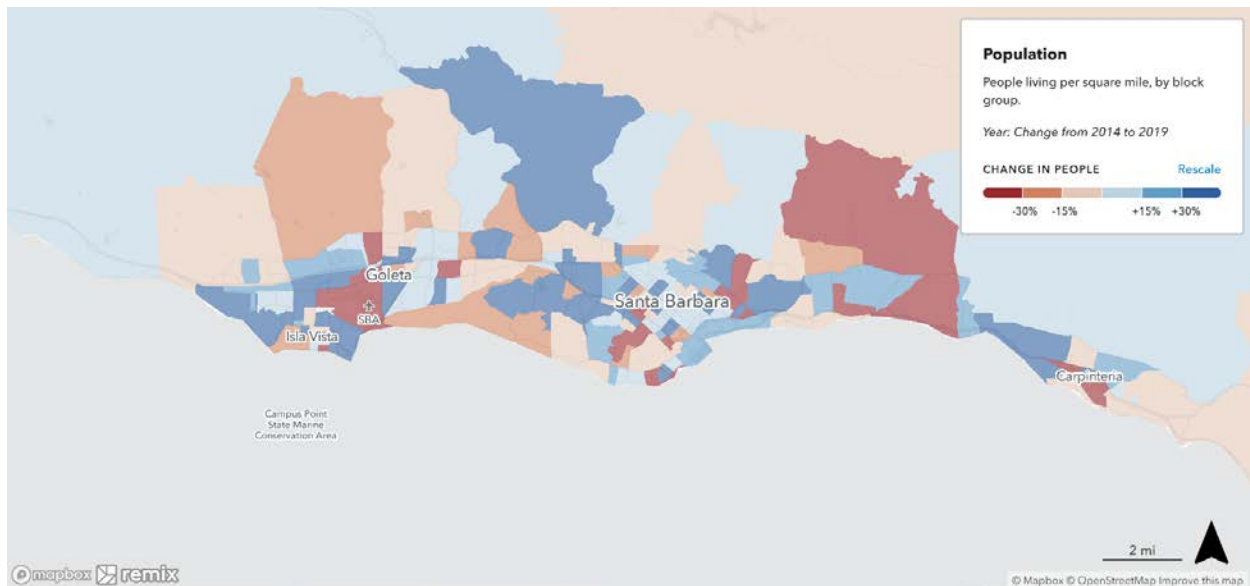 Population
People living per square mile, by block
group.
Year: Change from 2014 to 2019
CHANGE IN PEOPLE Rescale
-30% -15% +15% +30%
Goleta
Santa Barbara
SBA
Isla Vista
Carpinteria
Campus Point
State Marine
Conservation Area
2 mi
mapbox remix
© Mapbox © OpenStreetMap Improve this map